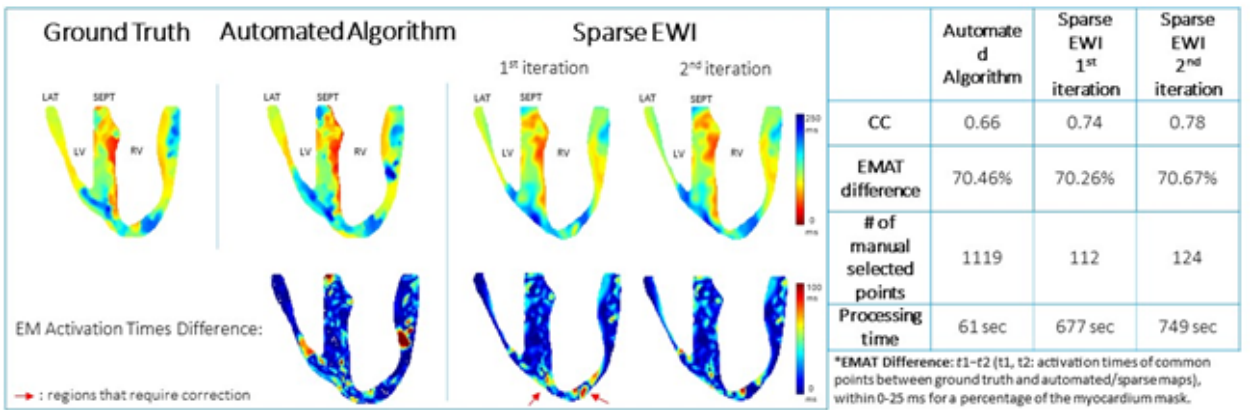 Ground Truth
Automated Algorithm
Sparse EWI
1st iteration
2nd iteration
LAT SEPT
LV RV
LAT SEPT
LV RV
LAT SEPT
LV RV
LAT SEPT
LV RV
250
ms
0
ms
EM Activation Times Difference:
100
ms
0
ms
: regions that require correction
Automate
d
Algorithm
Sparse
EWI
1st
iteration
Sparse
EWI
2nd
iteration
CC
0.66
0.74
0.78
EMAT
difference
70.46%
70.26%
70.67%
# of
manual
selected
points
1119
112
124
Processing
time
61 sec
677 sec
749 sec
*EMAT Difference: t1−t2 (t1, t2: activation times of common
points between ground truth and automated/sparse maps),
within 0-25 ms for a percentage of the myocardium mask.